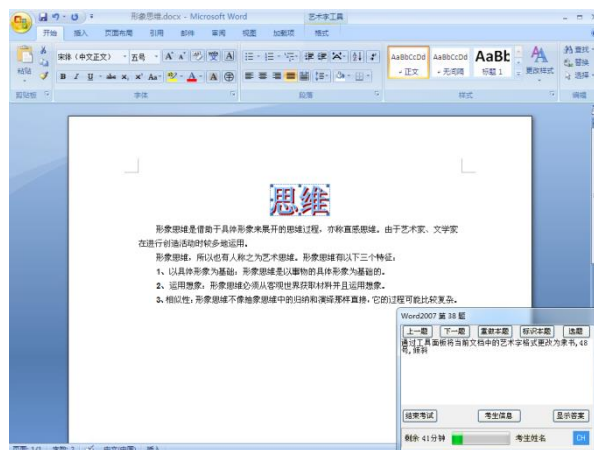 形象思维.docx - Microsoft Word
艺术字工具
开始 插入 页面布局 引用 邮件 审阅 视图 加载项 格式
粘贴
宋体 (中文正文) 五号
AaBbCcDd AaBbCcDd AaBb
正文 无间隔 标题 1
更改样式
查找
替换
选择
剪贴板 字体 段落 样式 编辑
思维
形象思维是借助于具体形象来展开的思维过程，亦称直感思维。由于艺术家、文学家
在进行创造活动时较多地运用。
形象思维，所以也有人称之为艺术思维。形象思维有以下三个特征：
1、以具体形象为基础：形象思维是以事物的具体形象为基础的。
2、运用想象：形象思维必须从客观世界获取材料并且运用想象。
3、相似性：形象思维不像抽象思维中的归纳和演绎那样直接，它的过程可能比较复杂。
Word2007 第 38 题
上一题 下一题 重做本题 标识本题 选题
通过工具面板将当前文档中的艺术字格式更改为隶书,48
号,倾斜
结束考试 考生信息 显示答案
剩余 41分钟 考生姓名 CH